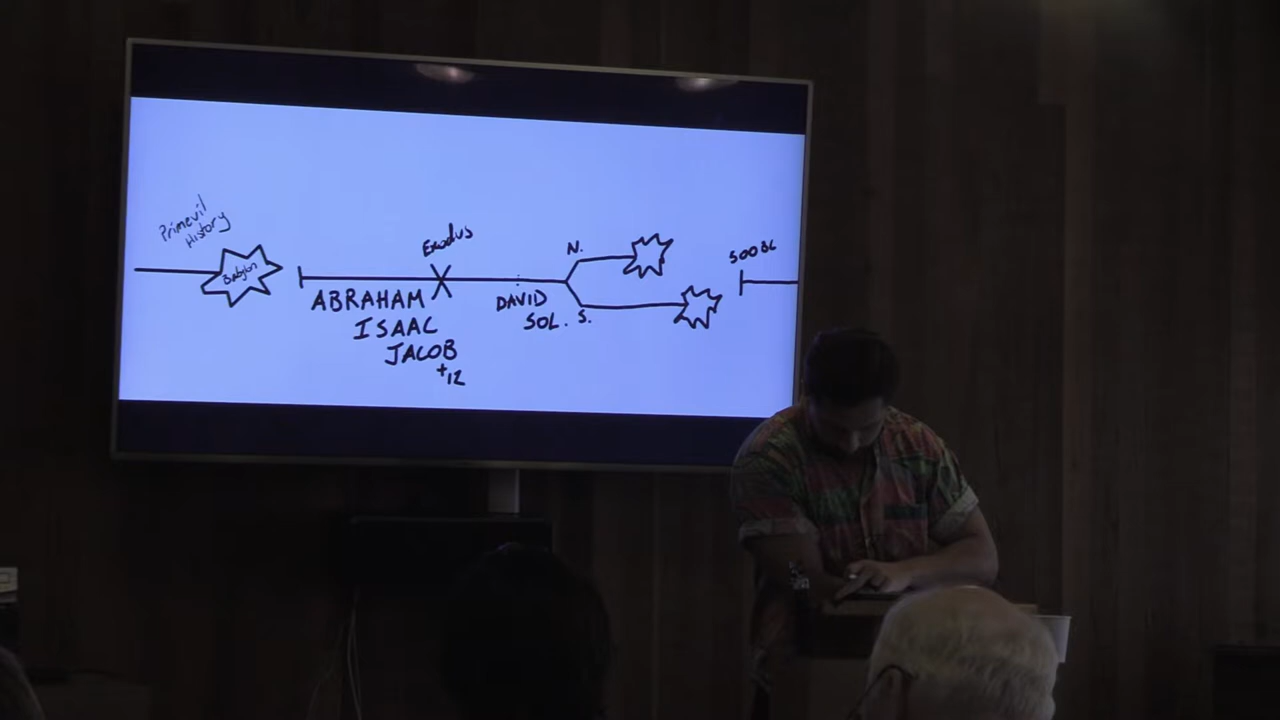 Primevil
History
Babylon
Exodus
ABRAHAM
ISAAC
JACOB
+12
DAVID
SOL.
N.
S.
500 BC